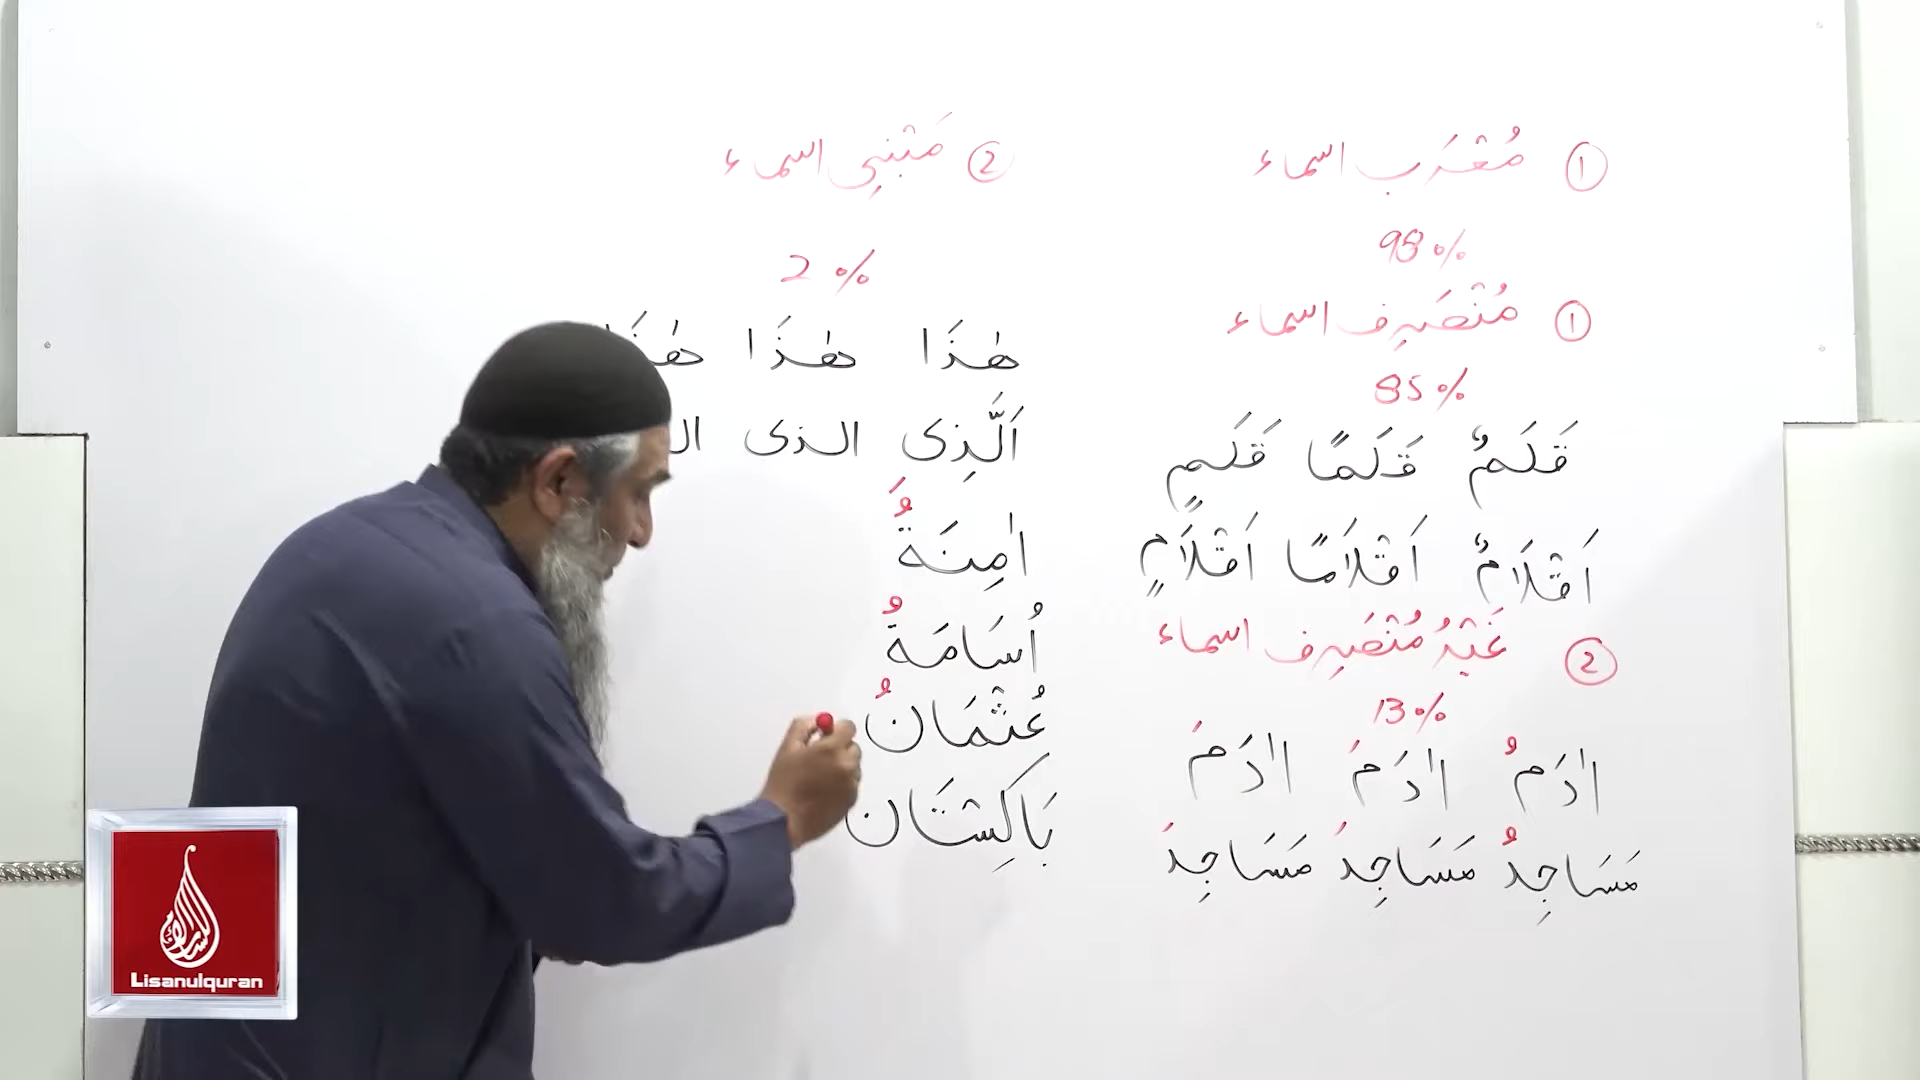 ① مُعْرَب اسماء
98%
① مُنْصَرِف اسماء
85%
قَلَمٌ قَلَمًا قَلَمٍ
اَقْلَامٌ اَقْلَامًا اَقْلَامٍ
② غَيْرُ مُنْصَرِف اسماء
13%
اٰدَمُ اٰدَمَ اٰدَمَ
مَسَاجِدُ مَسَاجِدَ مَسَاجِدَ
② مَبْنِی اسماء
2%
هٰذَا هٰذَا
اَلَّذِی الذی
اٰمِنَةُ
اُسَامَةُ
عُثْمَانُ
پَاكِسْتَان
Lisanulquran